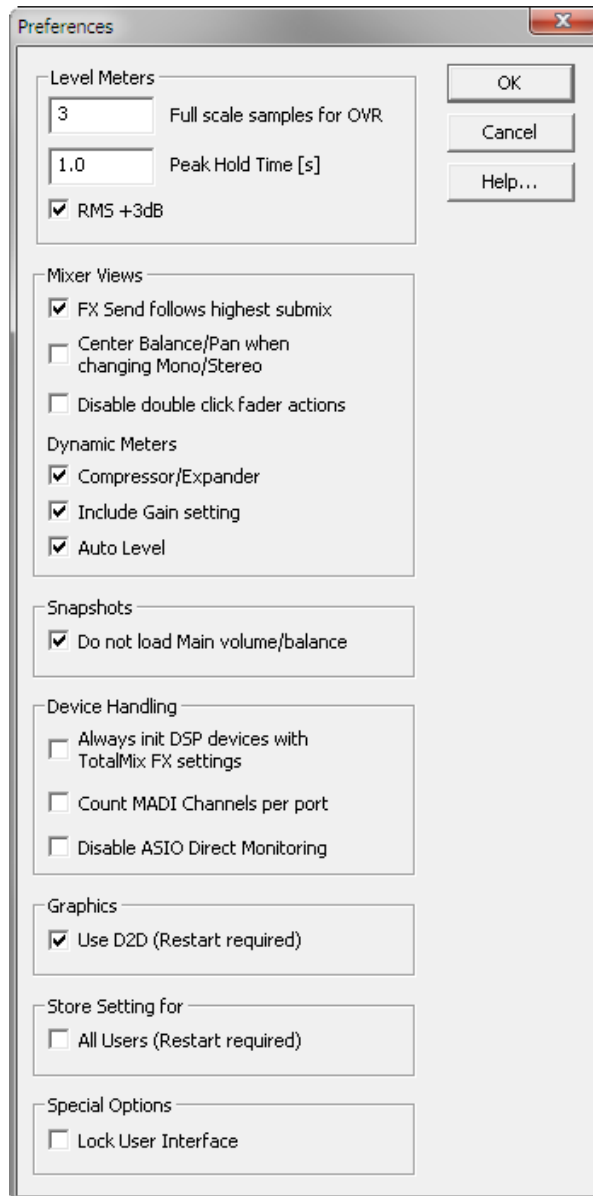 Preferences
Level Meters
3 Full scale samples for OVR
1.0 Peak Hold Time [s]
RMS +3dB
OK
Cancel
Help...
Mixer Views
FX Send follows highest submix
Center Balance/Pan when
changing Mono/Stereo
Disable double click fader actions
Dynamic Meters
Compressor/Expander
Include Gain setting
Auto Level
Snapshots
Do not load Main volume/balance
Device Handling
Always init DSP devices with
TotalMix FX settings
Count MADI Channels per port
Disable ASIO Direct Monitoring
Graphics
Use D2D (Restart required)
Store Setting for
All Users (Restart required)
Special Options
Lock User Interface